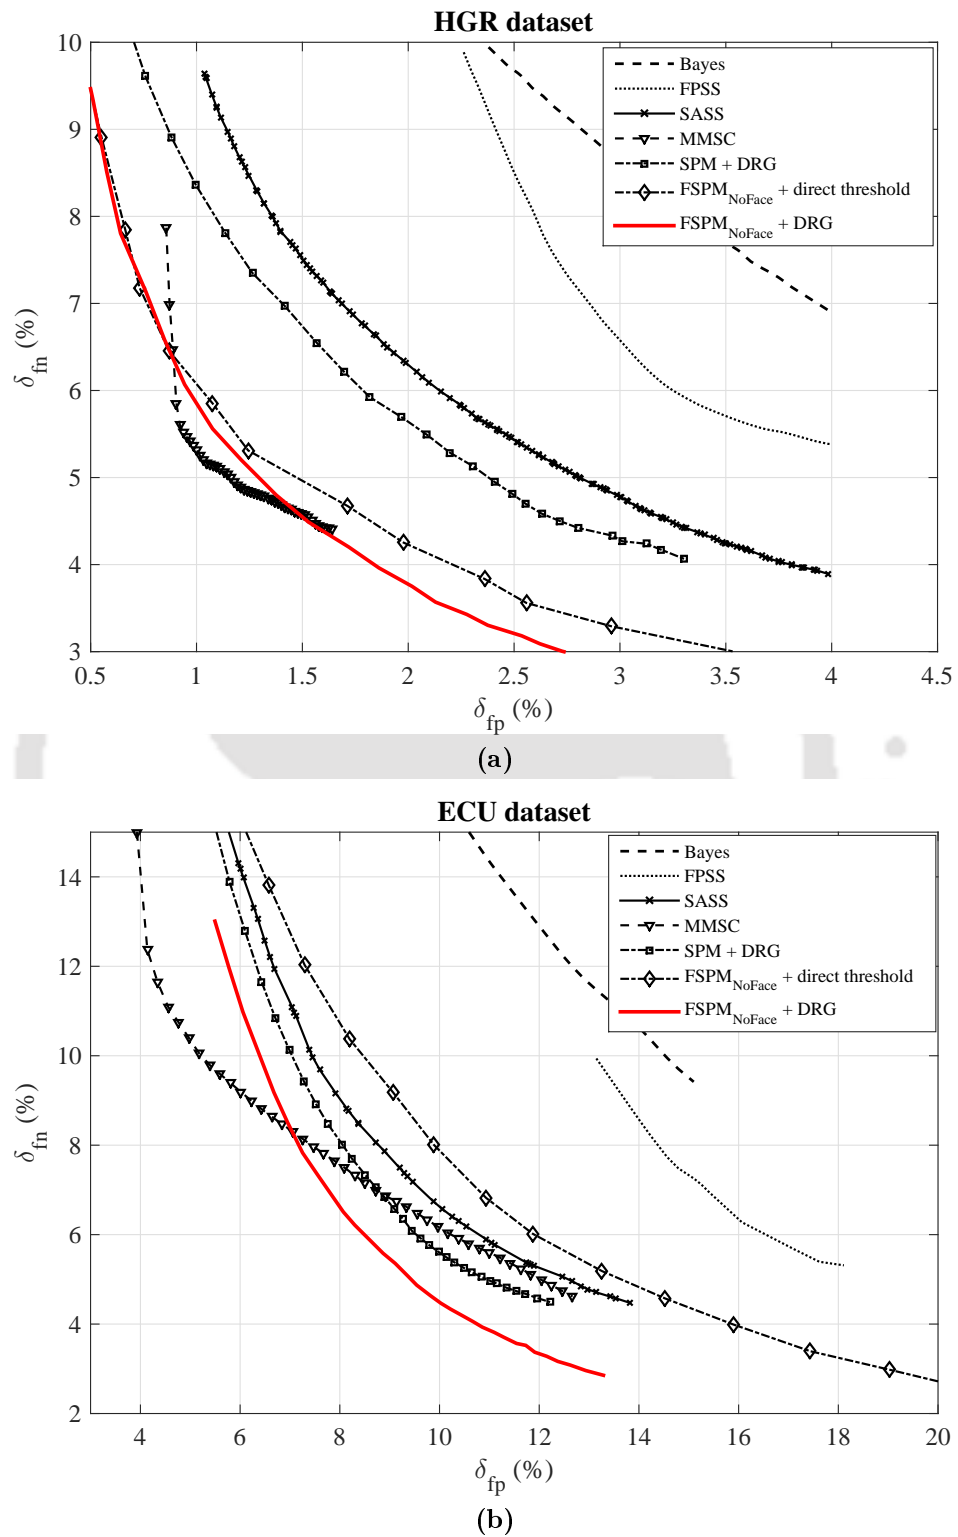 HGR dataset
10
9
8
7
6
5
4
3
δfn (%)
Bayes
FPSS
SASS
MMSC
SPM + DRG
FSPMNoFace + direct threshold
FSPMNoFace + DRG
0.5 1 1.5 2 2.5 3 3.5 4 4.5
δfp (%)
(a)
ECU dataset
14
12
10
8
6
4
2
δfn (%)
Bayes
FPSS
SASS
MMSC
SPM + DRG
FSPMNoFace + direct threshold
FSPMNoFace + DRG
4 6 8 10 12 14 16 18 20
δfp (%)
(b)